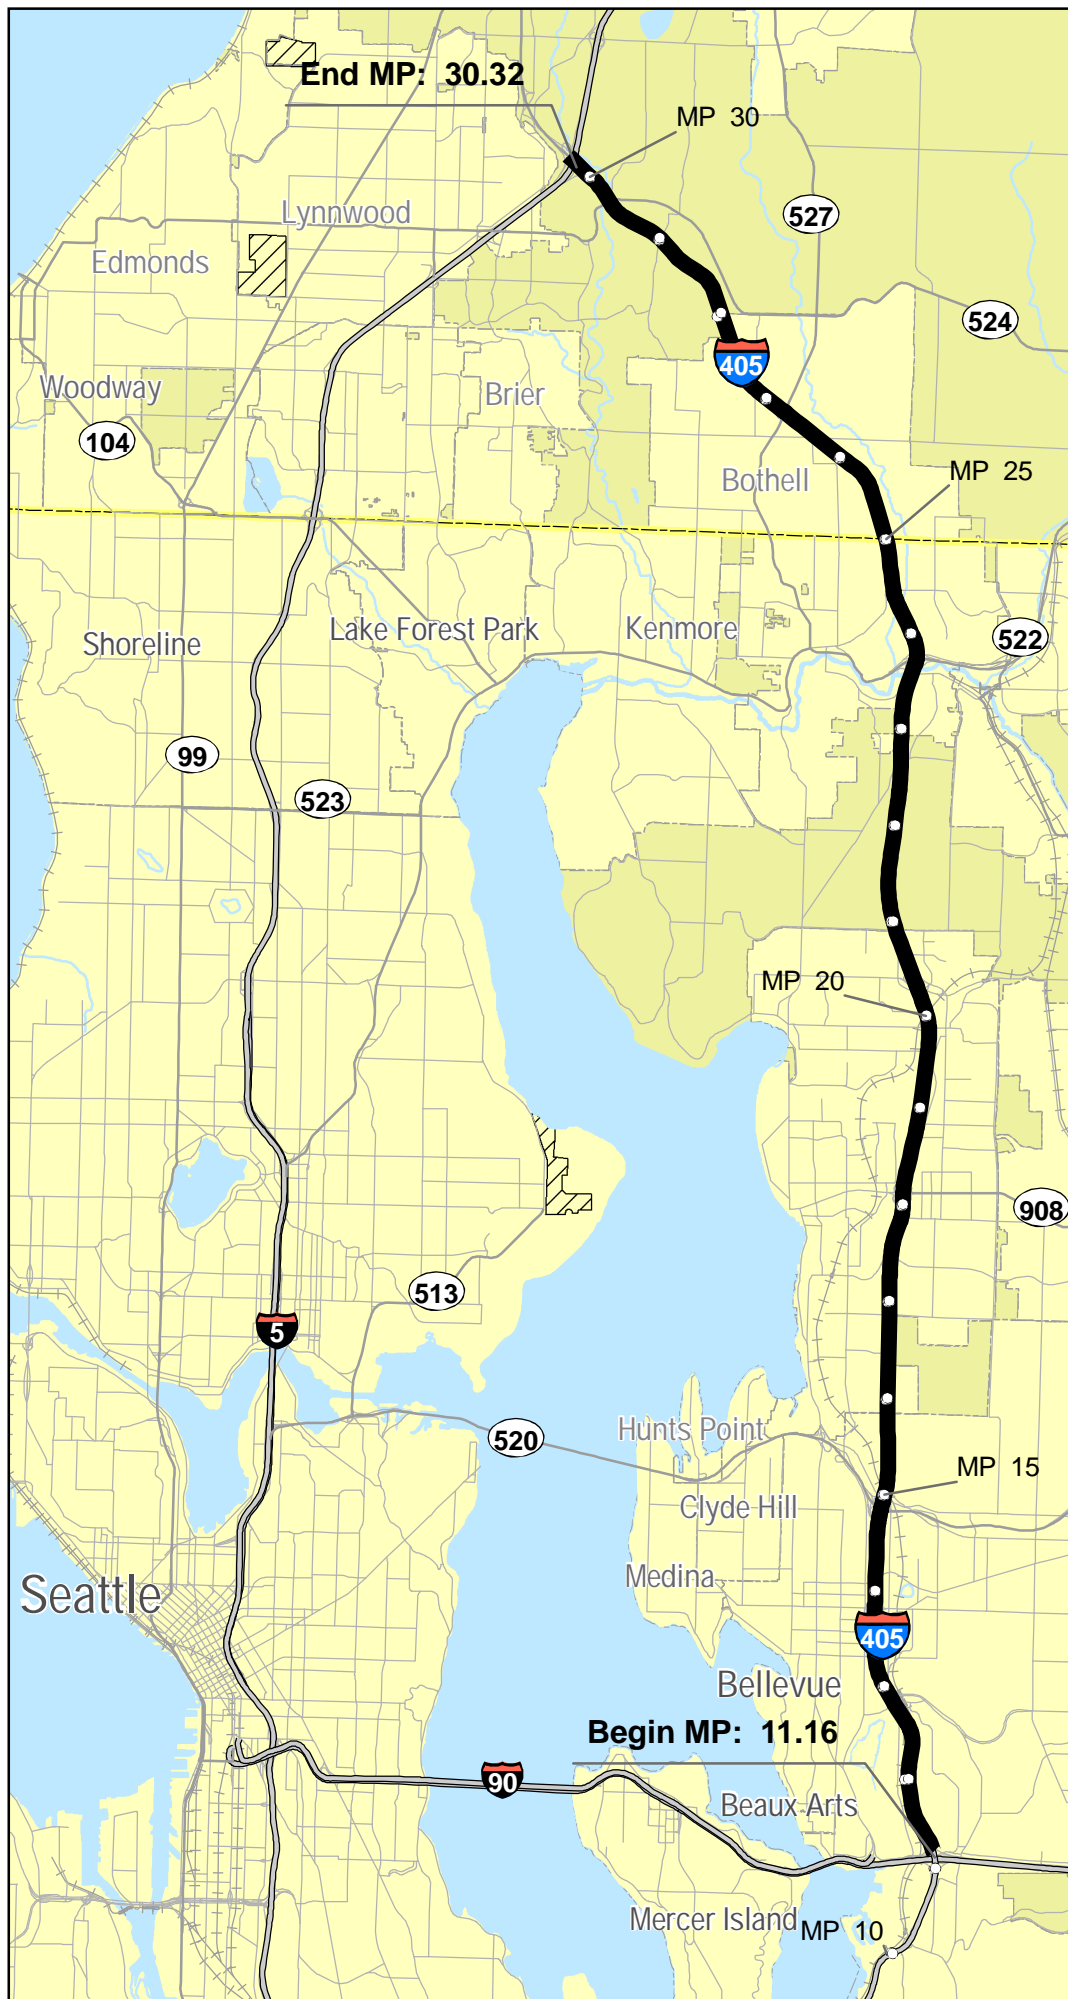 End MP: 30.32
MP 30
Lynnwood
527
Edmonds
524
405
Woodway
Brier
104
Bothell
MP 25
Shoreline
Lake Forest Park
Kenmore
522
99
523
MP 20
908
513
5
Hunts Point
520
MP 15
Clyde Hill
Medina
Seattle
405
Bellevue
Begin MP: 11.16
90
Beaux Arts
Mercer Island
MP 10